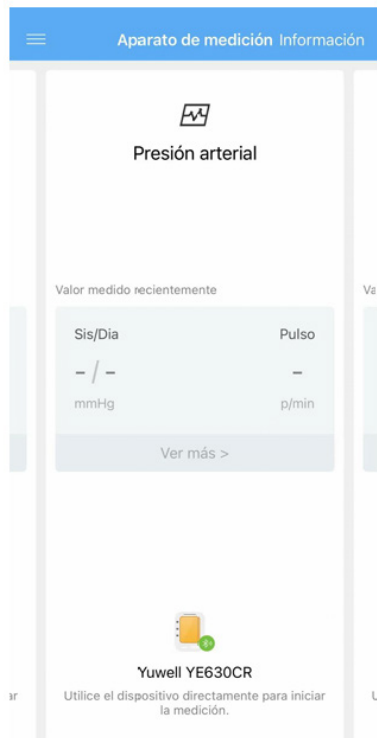 Aparato de medición Información
Presión arterial
Valor medido recientemente
Sis/Dia Pulso
- / - -
mmHg p/min
Ver más >
Yuwell YE630CR
Utilice el dispositivo directamente para iniciar
la medición.